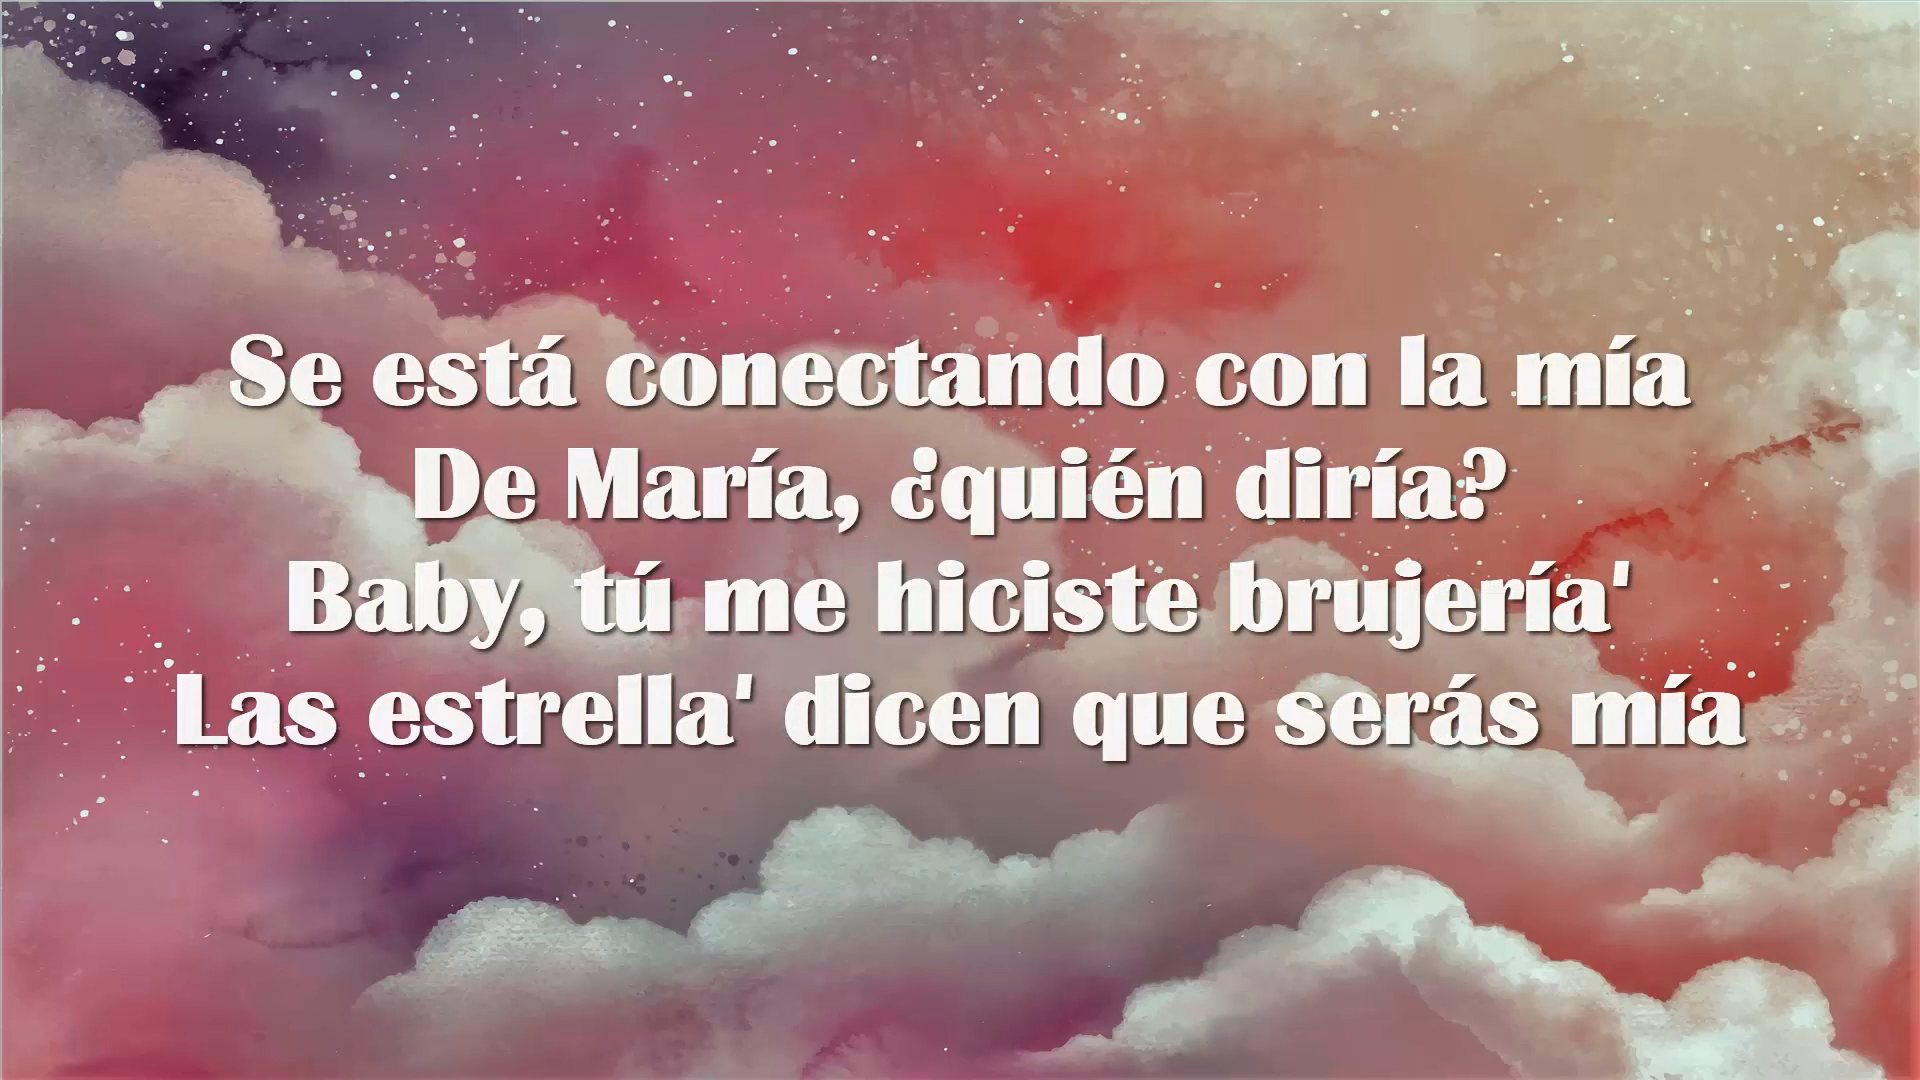 Se está conectando con la mía
De María, ¿quién diría?
Baby, tú me hiciste brujería'
Las estrella' dicen que serás mía